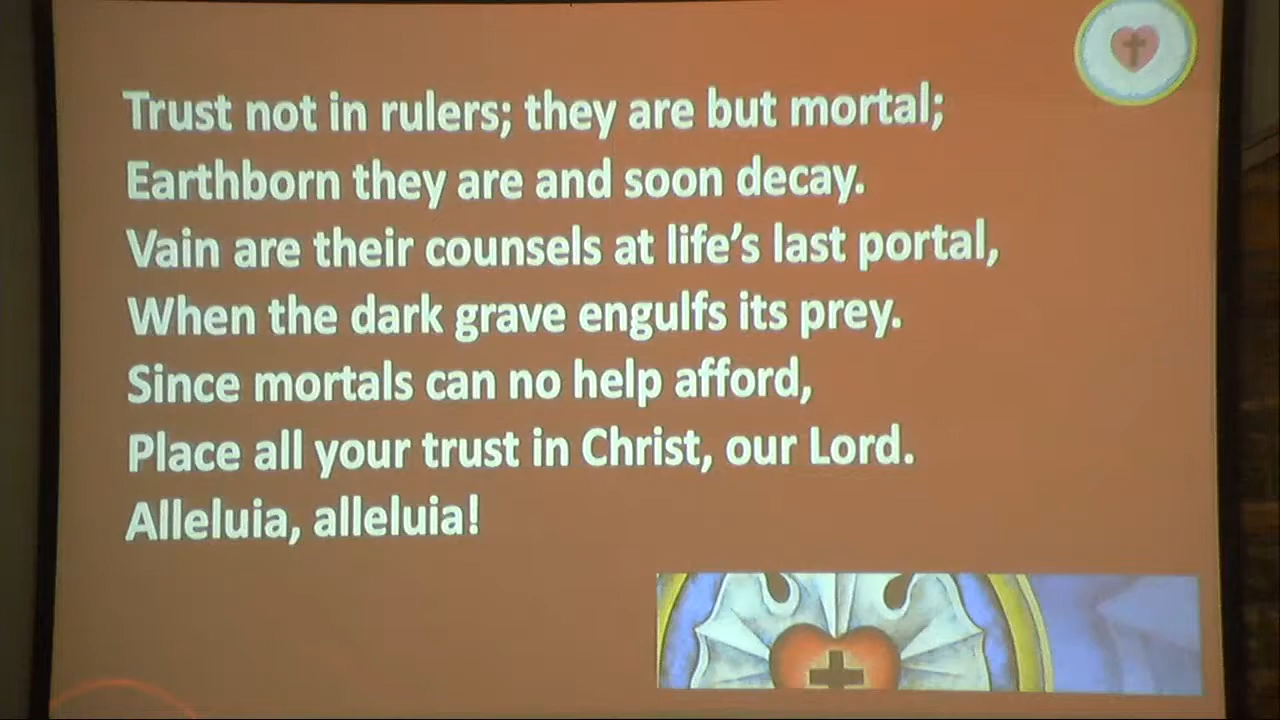 Trust not in rulers; they are but mortal;
Earthborn they are and soon decay.
Vain are their counsels at life’s last portal,
When the dark grave engulfs its prey.
Since mortals can no help afford,
Place all your trust in Christ, our Lord.
Alleluia, alleluia!